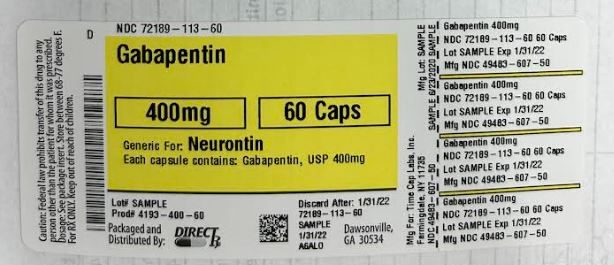 Caution: Federal law prohibits transfer of this drug to any
person other than the patient for whom it was prescribed.
Dosage: See package insert. Store between 68-77 degrees F.
For RX ONLY. Keep out of reach of children.
D
NDC 72189-113-60
Gabapentin
400mg
60 Caps
Generic For: Neurontin
Each capsule contains: Gabapentin, USP 400mg
Lot# SAMPLE
Prod# 4193-400-60
Packaged and
Distributed By:
DIRECT Rx
Discard After: 1/31/22
72189-113-60
SAMPLE
1/31/22
AGALO
Dawsonville,
GA 30534
Mfg For: Time Cap Labs, Inc.
Farmingdale, NY 11735
NDC 49483-607-50
Mfg Lot: SAMPLE
SAMPLE 6/23/2020 SAMPLE
Gabapentin 400mg
NDC 72189-113-60 60 Caps
Lot SAMPLE Exp 1/31/22
Mfg NDC 49483-607-50
Gabapentin 400mg
NDC 72189-113-60 60 Caps
Lot SAMPLE Exp 1/31/22
Mfg NDC 49483-607-50
Gabapentin 400mg
NDC 72189-113-60 60 Caps
Lot SAMPLE Exp 1/31/22
Mfg NDC 49483-607-50
Gabapentin 400mg
NDC 72189-113-60 60 Caps
Lot SAMPLE Exp 1/31/22
Mfg NDC 49483-607-50